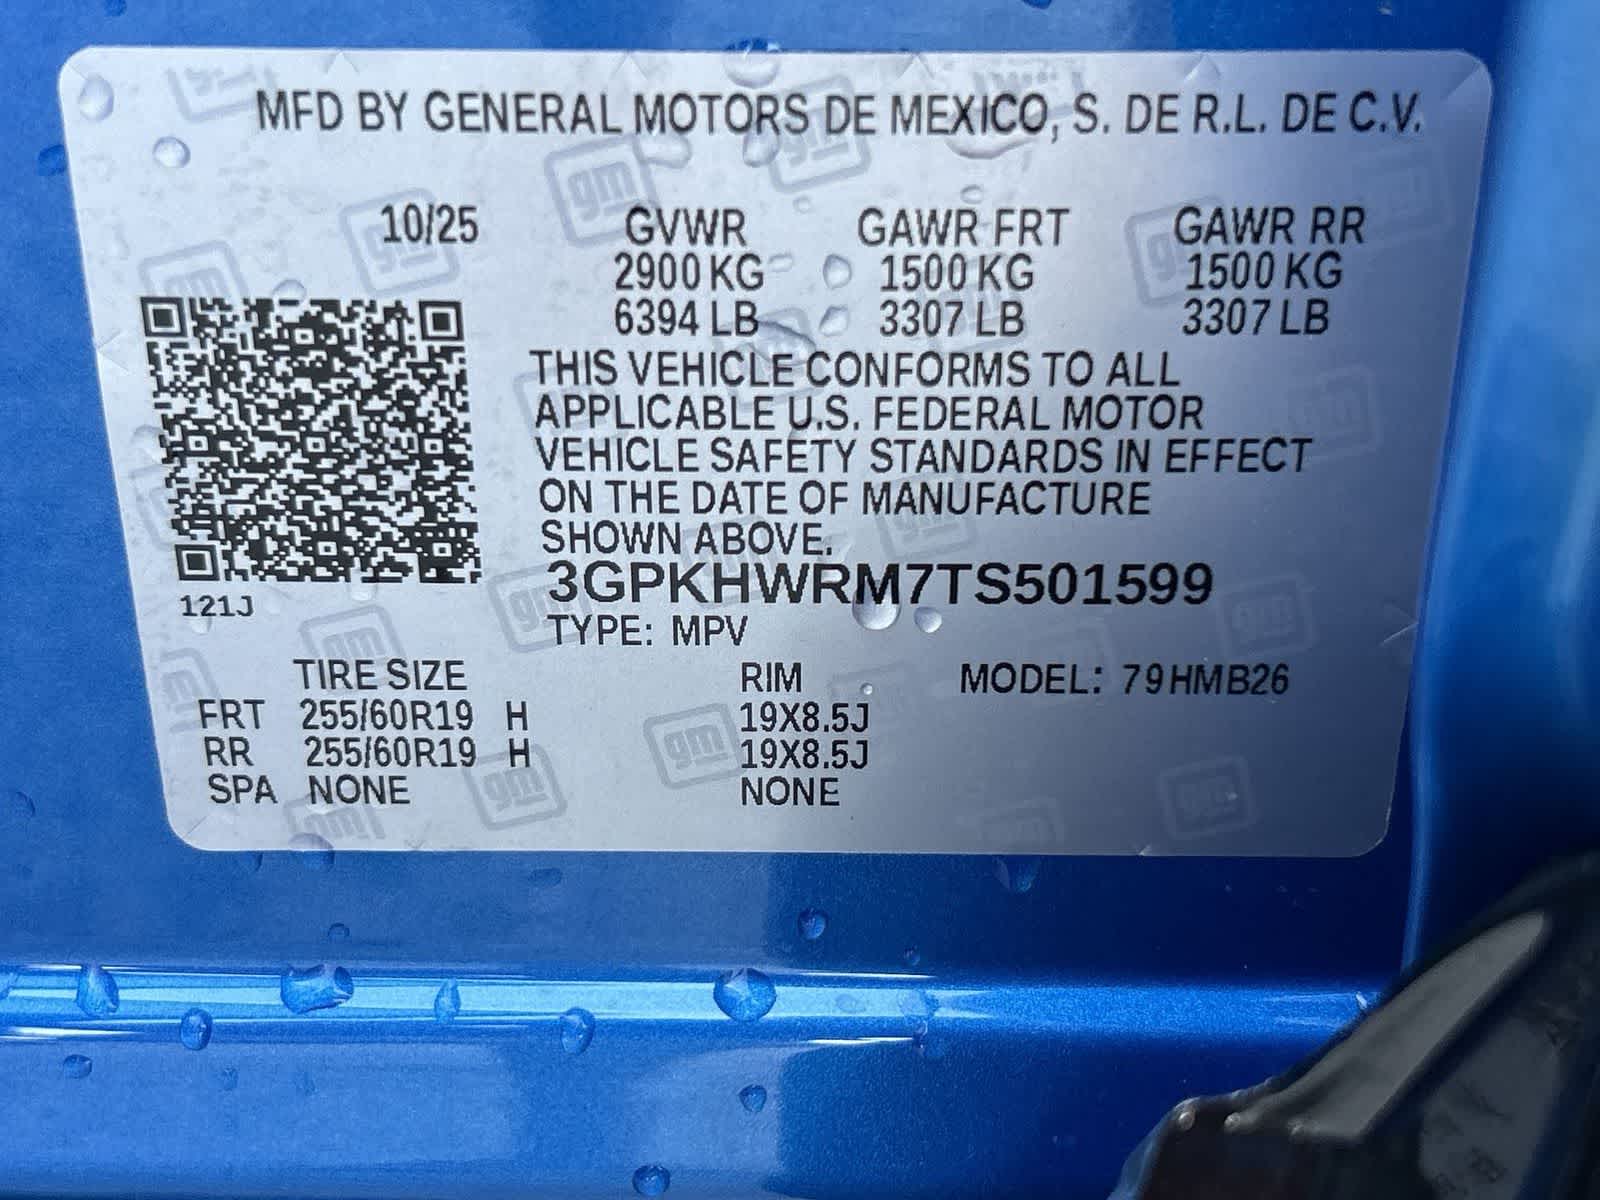 MFD BY GENERAL MOTORS DE MEXICO, S. DE R.L. DE C.V.
10/25 GVWR GAWR FRT GAWR RR
2900 KG 1500 KG 1500 KG
6394 LB 3307 LB 3307 LB
THIS VEHICLE CONFORMS TO ALL
APPLICABLE U.S. FEDERAL MOTOR
VEHICLE SAFETY STANDARDS IN EFFECT
ON THE DATE OF MANUFACTURE
SHOWN ABOVE.
3GPKHWRM7TS501599
121J
TYPE: MPV
TIRE SIZE RIM MODEL: 79HMB26
FRT 255/60R19 H 19X8.5J
RR 255/60R19 H 19X8.5J
SPA NONE NONE